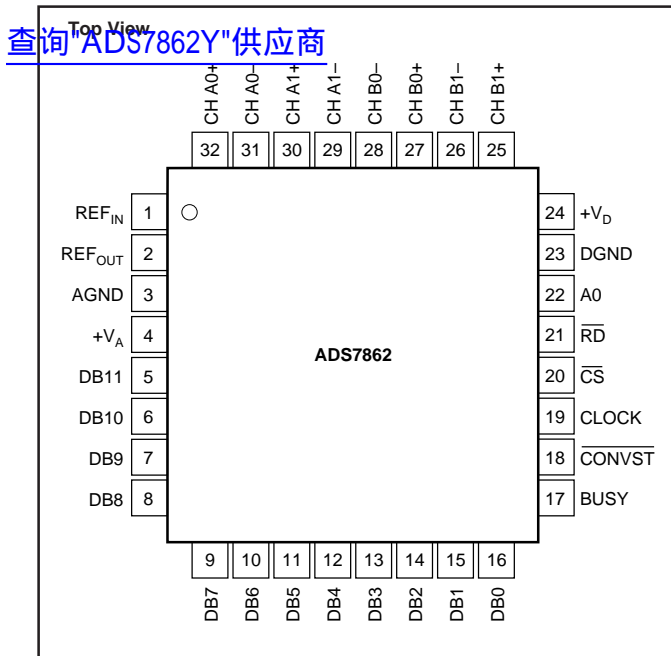 Top View
查询"ADS7862Y"供应商
CH A0+
CH A0–
CH A1+
CH A1–
CH B0–
CH B0+
CH B1–
CH B1+
32 31 30 29 28 27 26 25
REF_IN 1
24 +V_D
REF_OUT 2
23 DGND
AGND 3
22 A0
+V_A 4
21 R̅D̅
ADS7862
DB11 5
20 C̅S̅
DB10 6
19 CLOCK
DB9 7
18 C̅O̅N̅V̅S̅T̅
DB8 8
17 BUSY
9 10 11 12 13 14 15 16
DB7
DB6
DB5
DB4
DB3
DB2
DB1
DB0